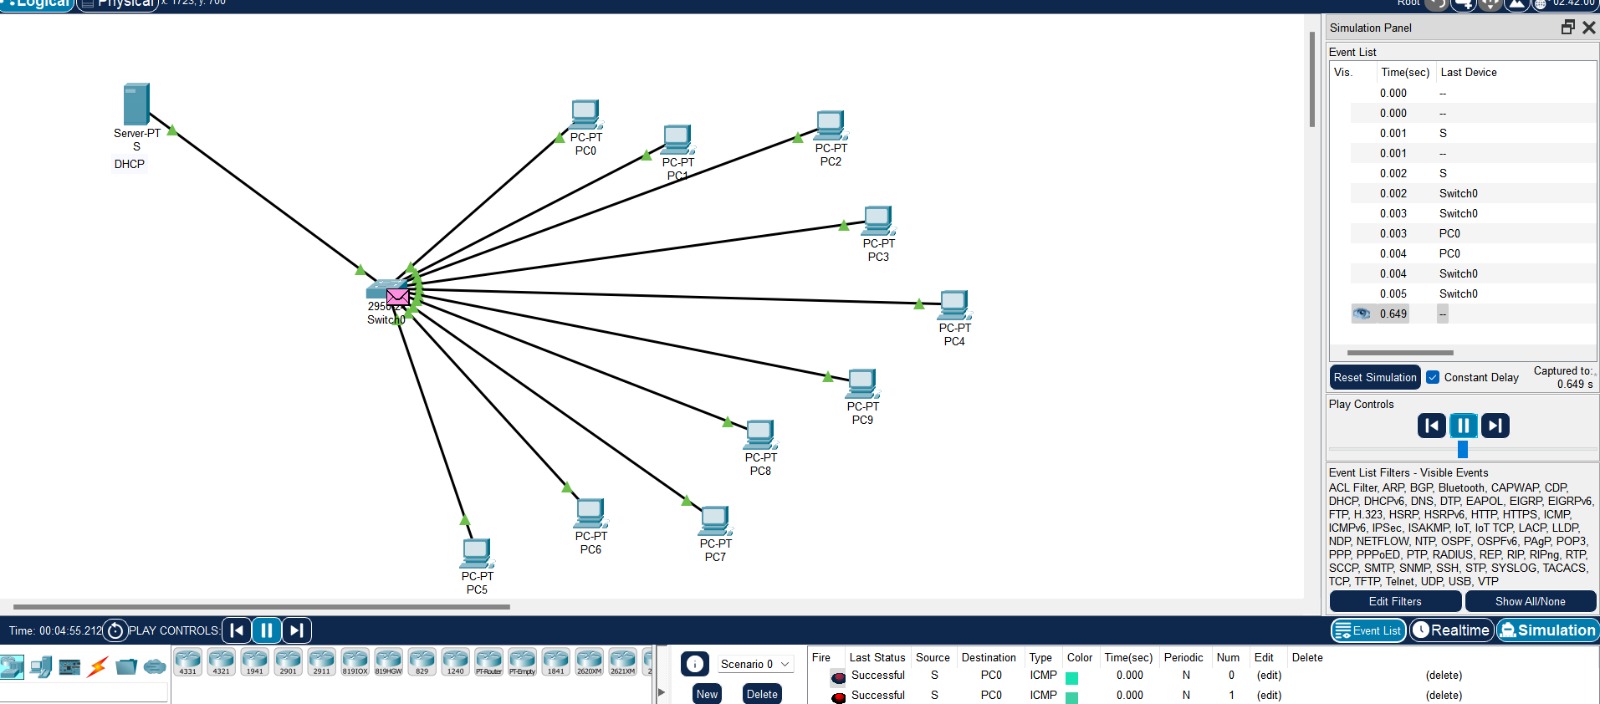 Logical Physical x: 1723, y: 700
Root 02:42:00
Server-PT
S
DHCP
PC-PT
PC0
PC-PT
PC1
PC-PT
PC2
PC-PT
PC3
PC-PT
PC4
PC-PT
PC9
PC-PT
PC8
PC-PT
PC7
PC-PT
PC6
PC-PT
PC5
Switch0
Simulation Panel
Event List
Vis. Time(sec) Last Device
0.000 --
0.000 --
0.001 S
0.001 --
0.002 S
0.002 Switch0
0.003 Switch0
0.003 PC0
0.004 PC0
0.004 Switch0
0.005 Switch0
0.649 --
Reset Simulation Constant Delay Captured to:
0.649 s
Play Controls
Event List Filters - Visible Events
ACL Filter, ARP, BGP, Bluetooth, CAPWAP, CDP,
DHCP, DHCPv6, DNS, DTP, EAPOL, EIGRP, EIGRPv6,
FTP, H.323, HSRP, HSRPv6, HTTP, HTTPS, ICMP,
ICMPv6, IPSec, ISAKMP, IoT, IoT TCP, LACP, LLDP,
NDP, NETFLOW, NTP, OSPF, OSPFv6, PAgP, POP3,
PPP, PPPoED, PTP, RADIUS, REP, RIP, RIPng, RTP,
SCCP, SMTP, SNMP, SSH, STP, SYSLOG, TACACS,
TCP, TFTP, Telnet, UDP, USB, VTP
Edit Filters Show All/None
Time: 00:04:55.212 PLAY CONTROLS: Event List Realtime Simulation
4331 4321 1941 2901 2911 819IOX 819HGW 829 1240 PT-Router PT-Empty 1841 2620XM 2621XM
Scenario 0
New Delete
Fire Last Status Source Destination Type Color Time(sec) Periodic Num Edit Delete
Successful S PC0 ICMP 0.000 N 0 (edit) (delete)
Successful S PC0 ICMP 0.000 N 1 (edit) (delete)